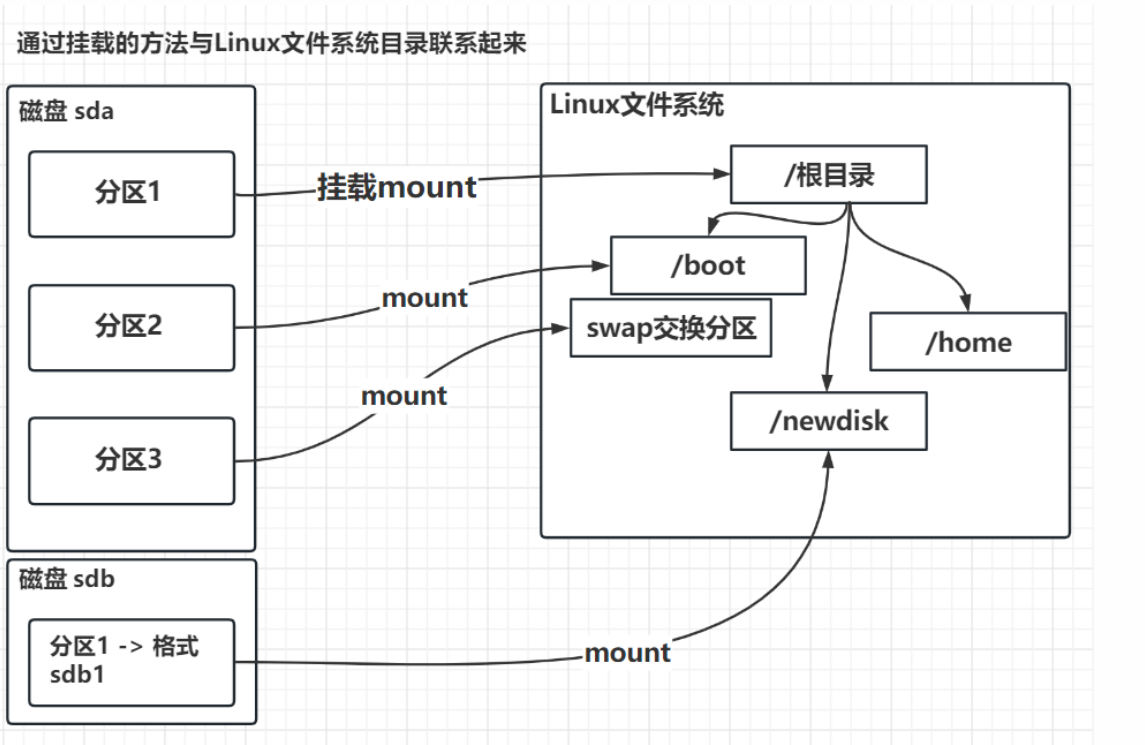 通过挂载的方法与Linux文件系统目录联系起来
磁盘 sda
分区1
分区2
分区3
挂载mount
mount
mount
Linux文件系统
/根目录
/boot
swap交换分区
/home
/newdisk
磁盘 sdb
分区1 -> 格式
sdb1
mount